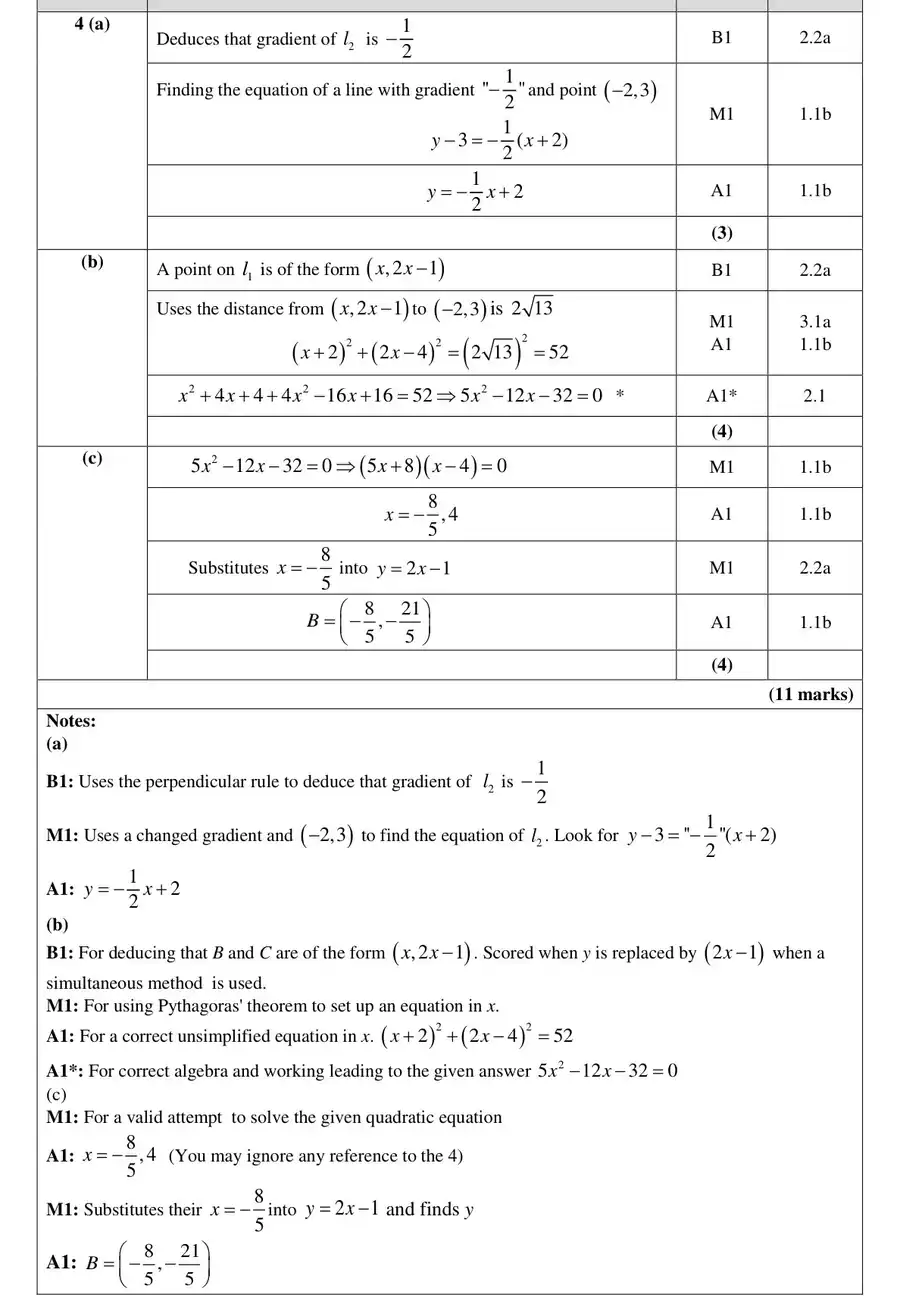 4 (a)
Deduces that gradient of l₂ is −1/2
B1
2.2a
Finding the equation of a line with gradient "−1/2" and point (−2,3)
y−3=−1/2(x+2)
M1
1.1b
y=−1/2x+2
A1
1.1b
(3)
(b)
A point on l₁ is of the form (x,2x−1)
B1
2.2a
Uses the distance from (x,2x−1) to (−2,3) is 2√13
(x+2)²+(2x−4)²=(2√13)²=52
M1
A1
3.1a
1.1b
x²+4x+4+4x²−16x+16=52⇒5x²−12x−32=0 *
A1*
2.1
(4)
(c)
5x²−12x−32=0⇒(5x+8)(x−4)=0
M1
1.1b
x=−8/5,4
A1
1.1b
Substitutes x=−8/5 into y=2x−1
M1
2.2a
B=(−8/5,−21/5)
A1
1.1b
(4)
(11 marks)
Notes:
(a)
B1: Uses the perpendicular rule to deduce that gradient of l₂ is −1/2
M1: Uses a changed gradient and (−2,3) to find the equation of l₂. Look for y−3="−1/2"(x+2)
A1: y=−1/2x+2
(b)
B1: For deducing that B and C are of the form (x,2x−1). Scored when y is replaced by (2x−1) when a
simultaneous method is used.
M1: For using Pythagoras' theorem to set up an equation in x.
A1: For a correct unsimplified equation in x. (x+2)²+(2x−4)²=52
A1*: For correct algebra and working leading to the given answer 5x²−12x−32=0
(c)
M1: For a valid attempt to solve the given quadratic equation
A1: x=−8/5,4 (You may ignore any reference to the 4)
M1: Substitutes their x=−8/5 into y=2x−1 and finds y
A1: B=(−8/5,−21/5)